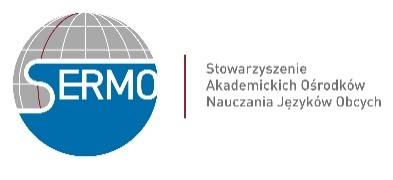 SERMO
Stowarzyszenie
Akademickich Ośrodków
Nauczania Języków Obcych